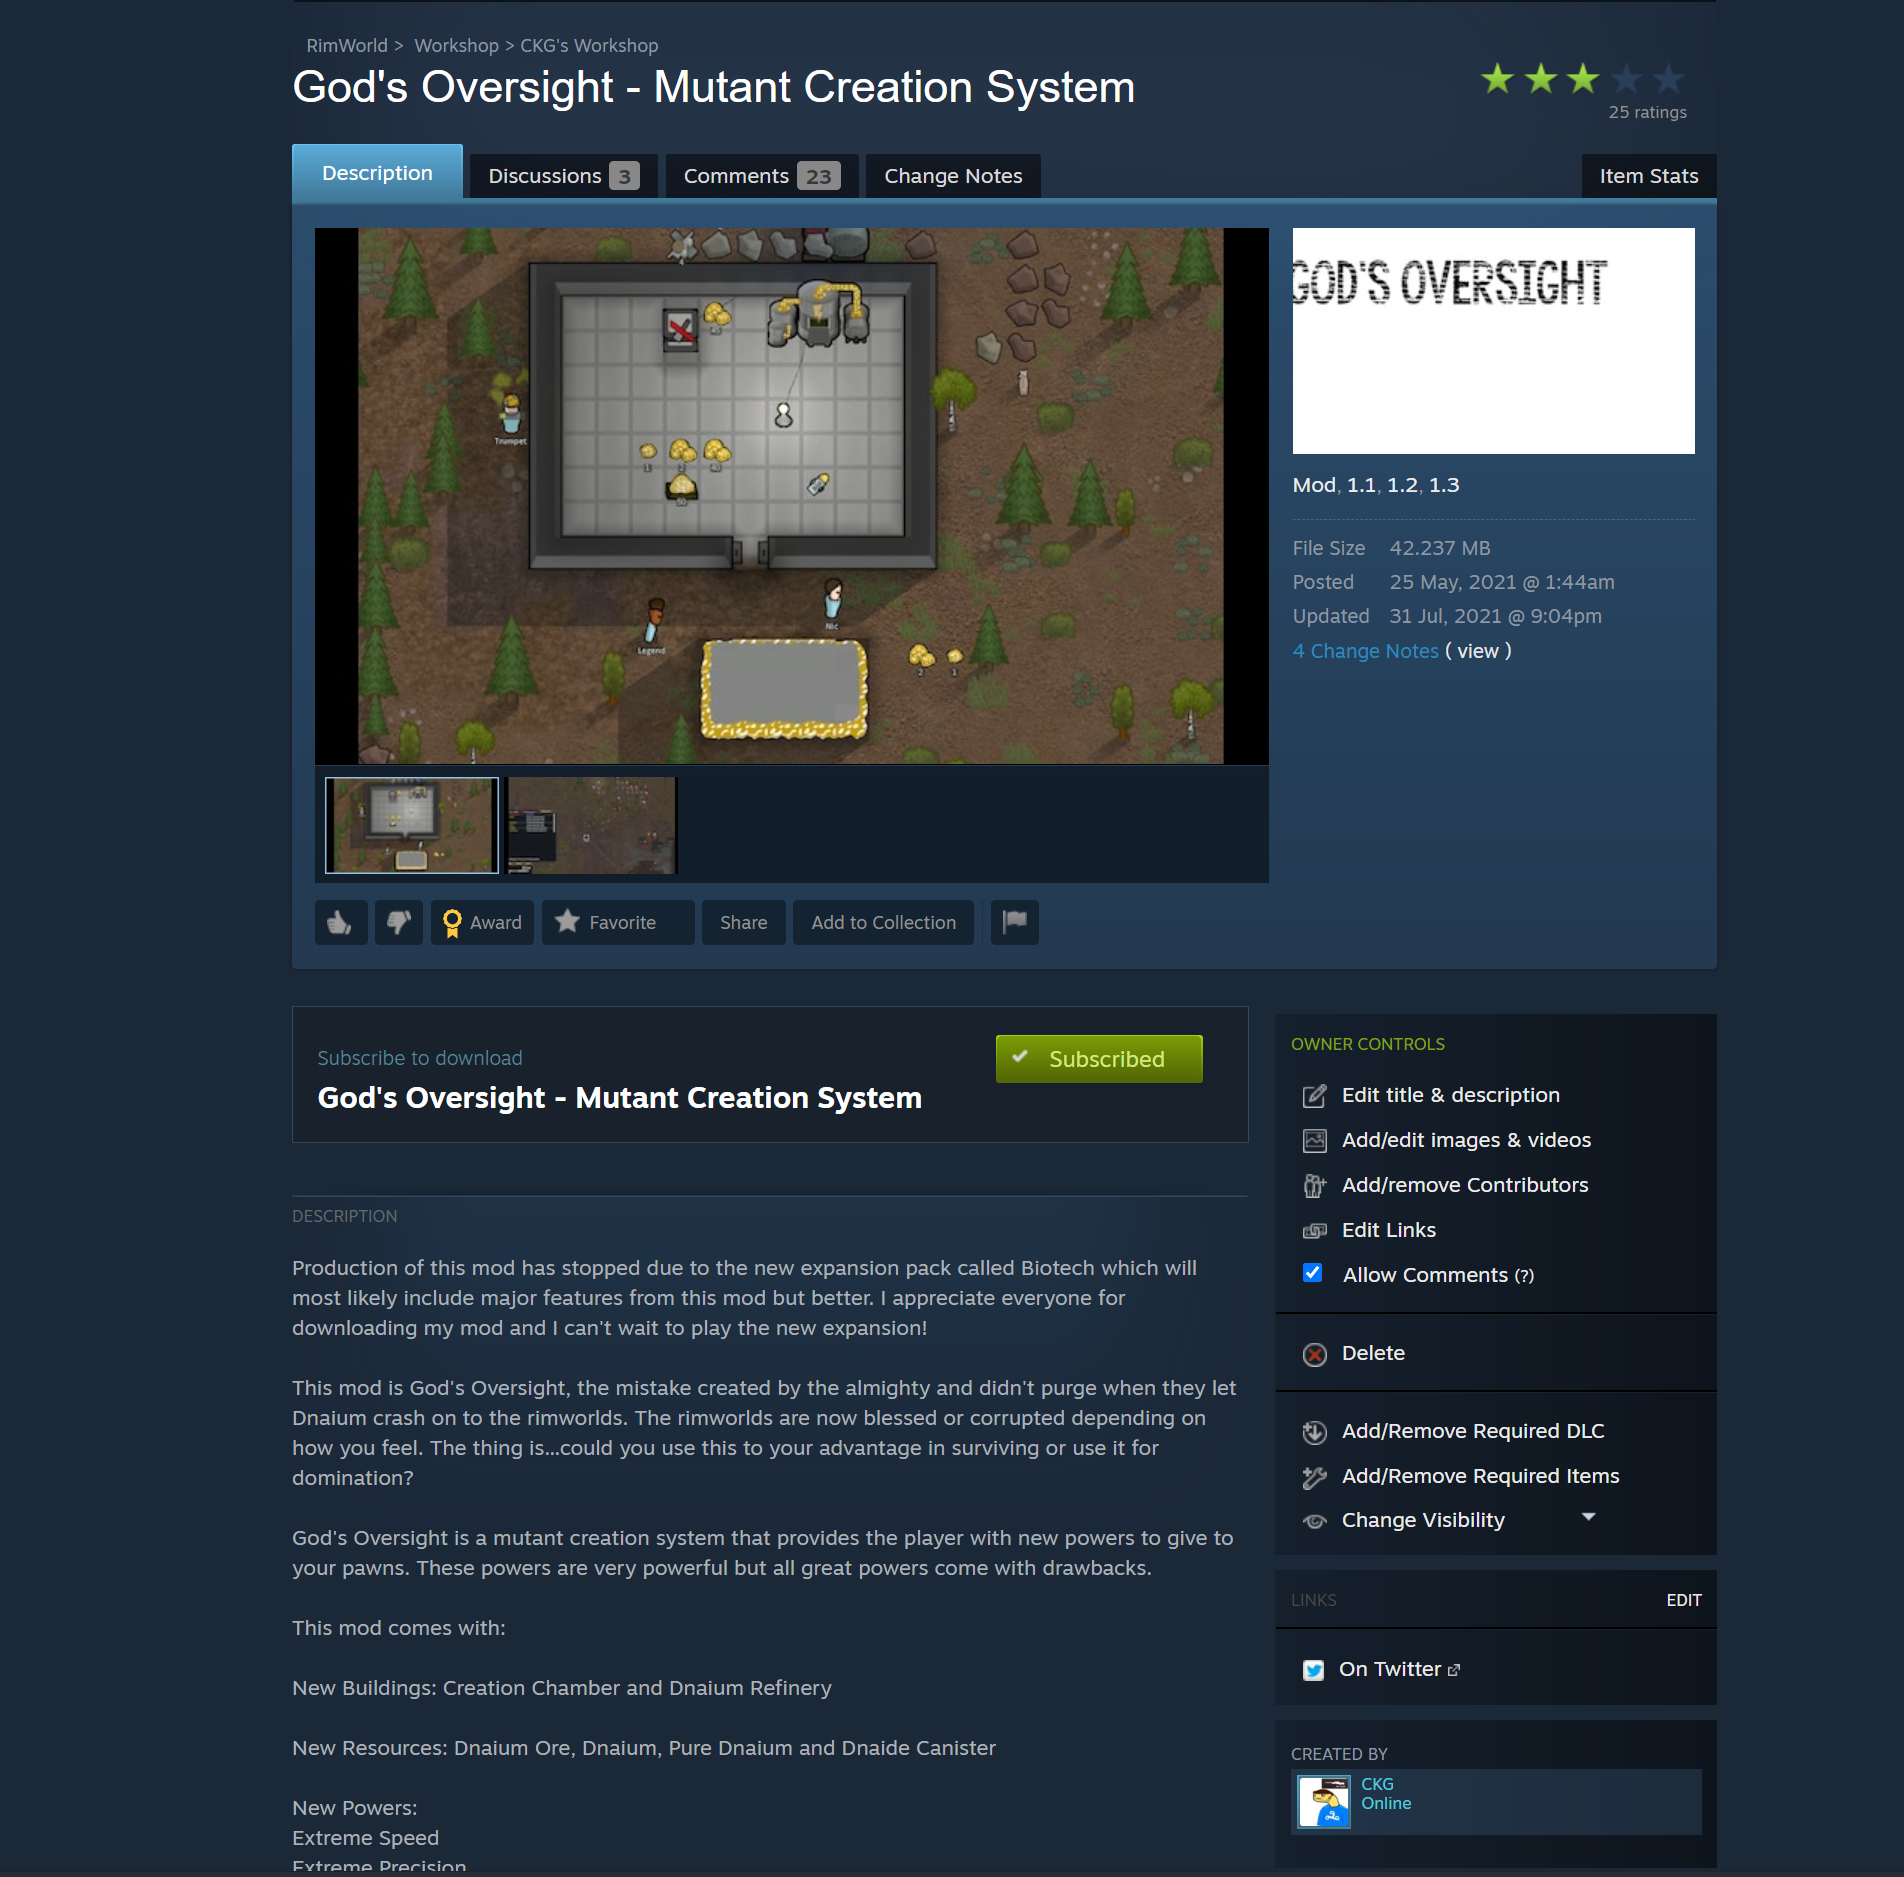 RimWorld > Workshop > CKG's Workshop
God's Oversight - Mutant Creation System
25 ratings
Description
Discussions 3
Comments 23
Change Notes
Item Stats
Trumpet
Nic
Legend
GOD'S OVERSIGHT
Mod, 1.1, 1.2, 1.3
File Size 42.237 MB
Posted 25 May, 2021 @ 1:44am
Updated 31 Jul, 2021 @ 9:04pm
4 Change Notes ( view )
Award
Favorite
Share
Add to Collection
Subscribe to download
God's Oversight - Mutant Creation System
Subscribed
DESCRIPTION
Production of this mod has stopped due to the new expansion pack called Biotech which will
most likely include major features from this mod but better. I appreciate everyone for
downloading my mod and I can't wait to play the new expansion!
This mod is God's Oversight, the mistake created by the almighty and didn't purge when they let
Dnaium crash on to the rimworlds. The rimworlds are now blessed or corrupted depending on
how you feel. The thing is...could you use this to your advantage in surviving or use it for
domination?
God's Oversight is a mutant creation system that provides the player with new powers to give to
your pawns. These powers are very powerful but all great powers come with drawbacks.
This mod comes with:
New Buildings: Creation Chamber and Dnaium Refinery
New Resources: Dnaium Ore, Dnaium, Pure Dnaium and Dnaide Canister
New Powers:
Extreme Speed
Extreme Precision
OWNER CONTROLS
Edit title & description
Add/edit images & videos
Add/remove Contributors
Edit Links
Allow Comments (?)
Delete
Add/Remove Required DLC
Add/Remove Required Items
Change Visibility
LINKS
EDIT
On Twitter
CREATED BY
CKG
Online